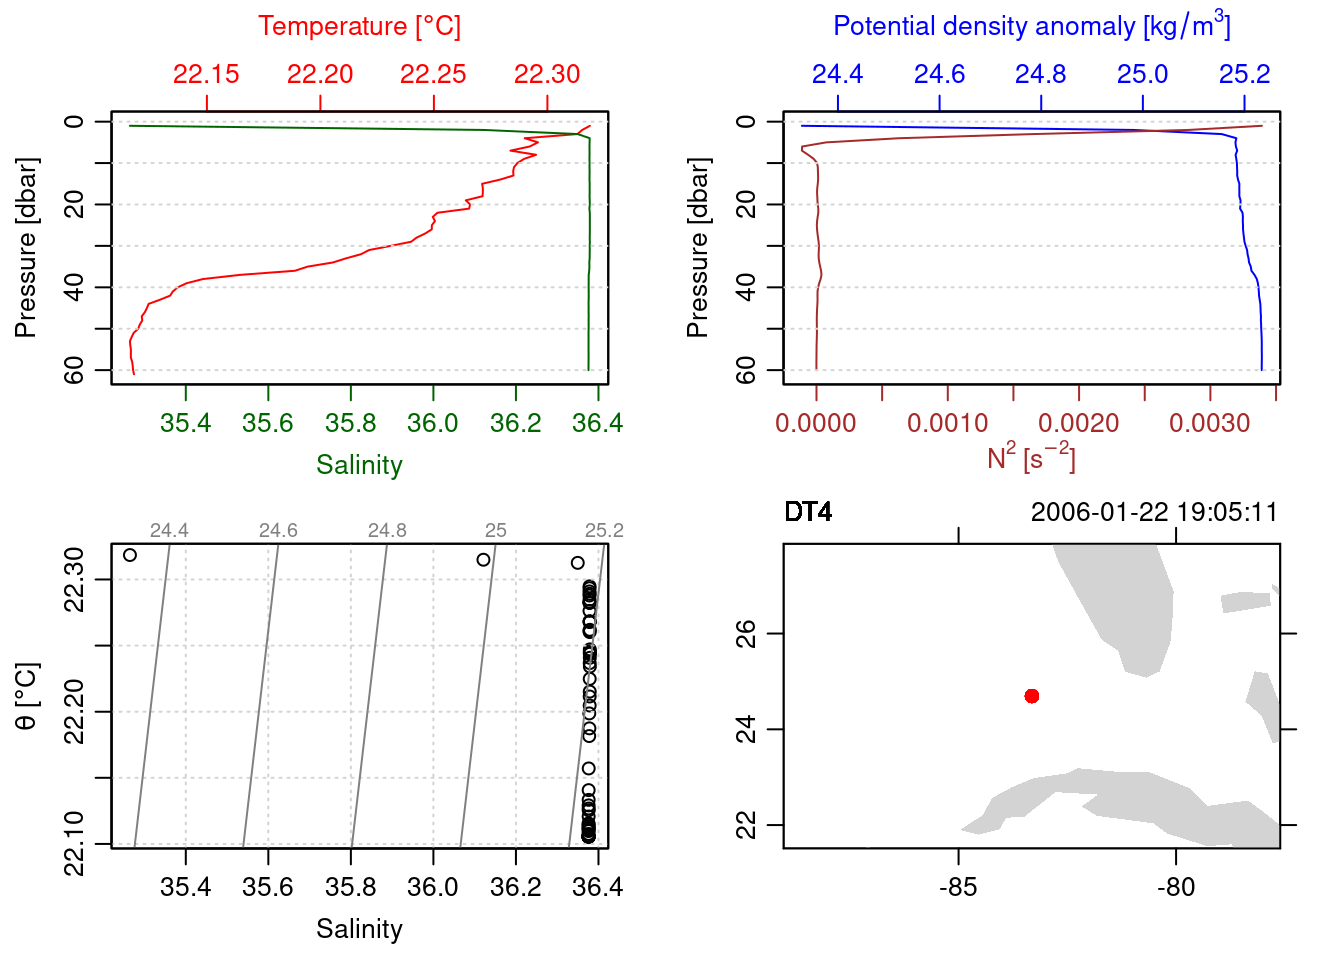 Temperature [°C]
22.15 22.20 22.25 22.30
Pressure [dbar]
0 20 40 60
35.4 35.6 35.8 36.0 36.2 36.4
Salinity
Potential density anomaly [kg/m³]
24.4 24.6 24.8 25.0 25.2
Pressure [dbar]
0 20 40 60
0.0000 0.0010 0.0020 0.0030
N² [s⁻²]
24.4 24.6 24.8 25 25.2
θ [°C]
22.30 22.20 22.10
35.4 35.6 35.8 36.0 36.2 36.4
Salinity
DT4 2006-01-22 19:05:11
26 24 22
-85 -80